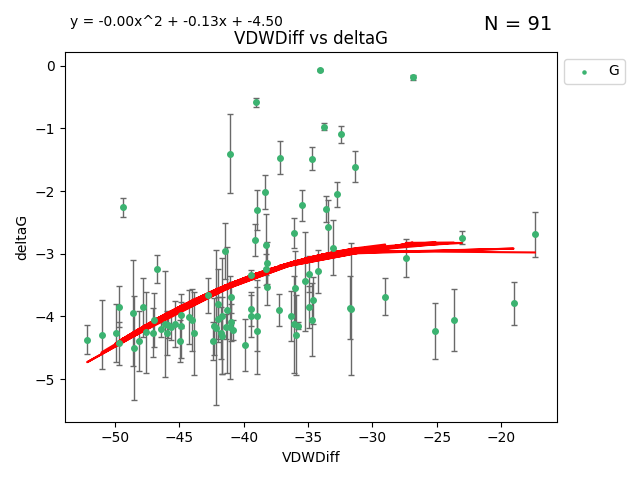 y = -0.00x^2 + -0.13x + -4.50
N = 91
VDWDiff vs deltaG
G
deltaG
0
−1
−2
−3
−4
−5
−50
−45
−40
−35
−30
−25
−20
VDWDiff